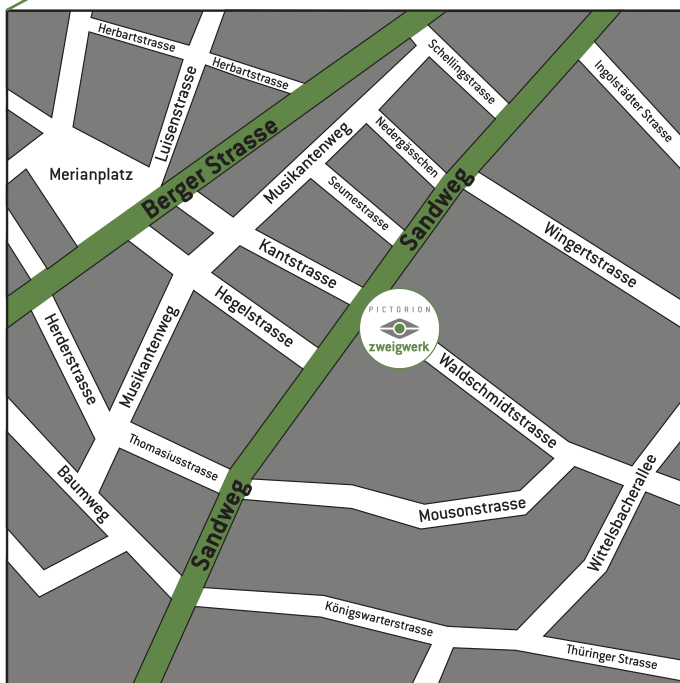 Herbartstrasse
Herbartstrasse
Schellingstrasse
Ingolstädter Strasse
Luisenstrasse
Merianplatz
Berger Strasse
Musikantenweg
Nedergässchen
Seumestrasse
Sandweg
Wingertstrasse
Kantstrasse
Hegelstrasse
PICTORION
zweigwerk
Herderstrasse
Musikantenweg
Waldschmidtstrasse
Thomasiusstrasse
Baumweg
Sandweg
Mousonstrasse
Wittelsbacherallee
Königswarterstrasse
Thüringer Strasse